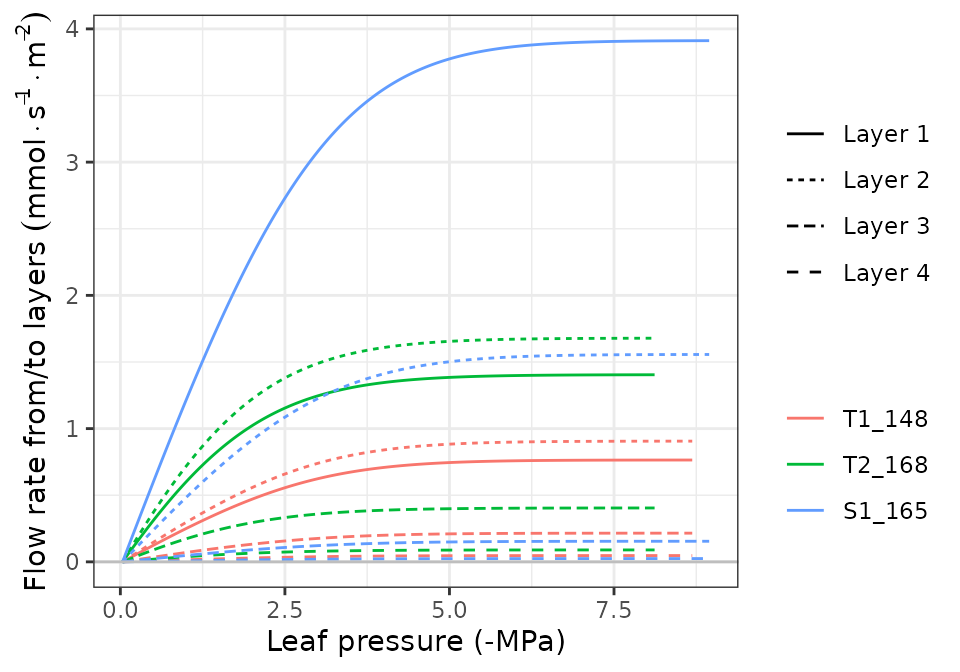 Flow rate from/to layers (mmol · s⁻¹ · m⁻²)
4
3
2
1
0
0.0 2.5 5.0 7.5
Leaf pressure (-MPa)
Layer 1
Layer 2
Layer 3
Layer 4
T1_148
T2_168
S1_165